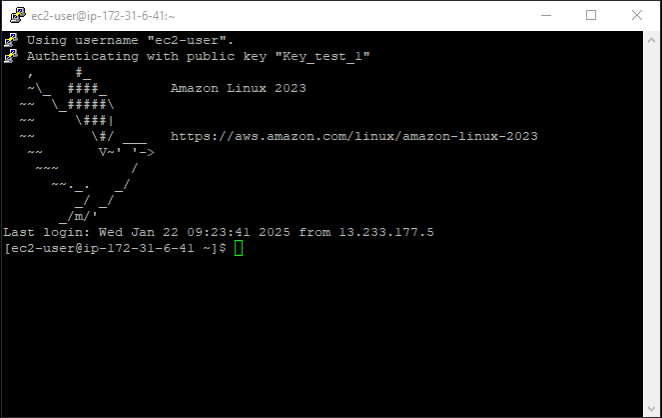 ec2-user@ip-172-31-6-41:~
Using username "ec2-user".
Authenticating with public key "Key_test_1"
   ,     #_
   ~\_  ####_        Amazon Linux 2023
  ~~  \_#####\
  ~~     \###|
  ~~       \#/ ___   https://aws.amazon.com/linux/amazon-linux-2023
   ~~       V~' '->
    ~~~         /
      ~~._.   _/
         _/ _/
       _/m/'
Last login: Wed Jan 22 09:23:41 2025 from 13.233.177.5
[ec2-user@ip-172-31-6-41 ~]$